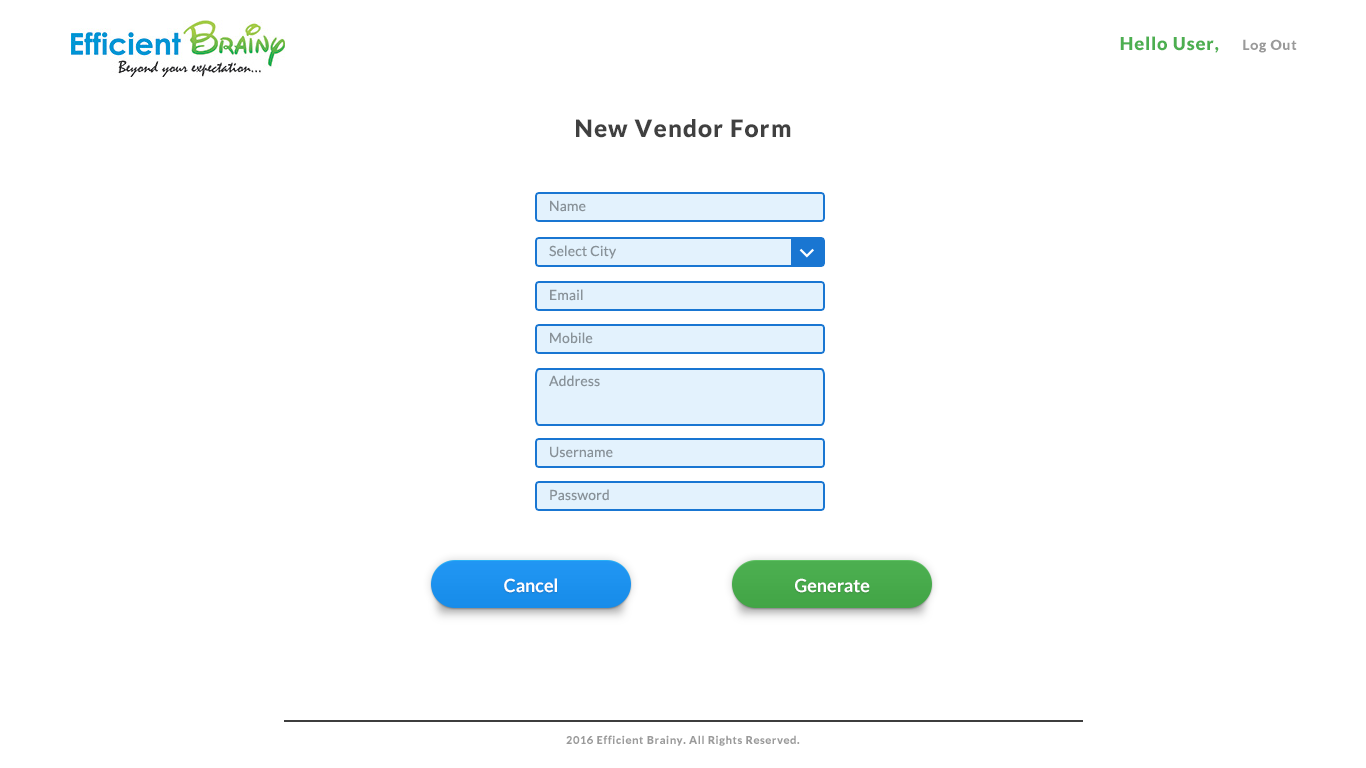 Efficient Brainy
Beyond your expectation...
Hello User,
Log Out
New Vendor Form
Name
Select City
Email
Mobile
Address
Username
Password
Cancel
Generate
2016 Efficient Brainy. All Rights Reserved.